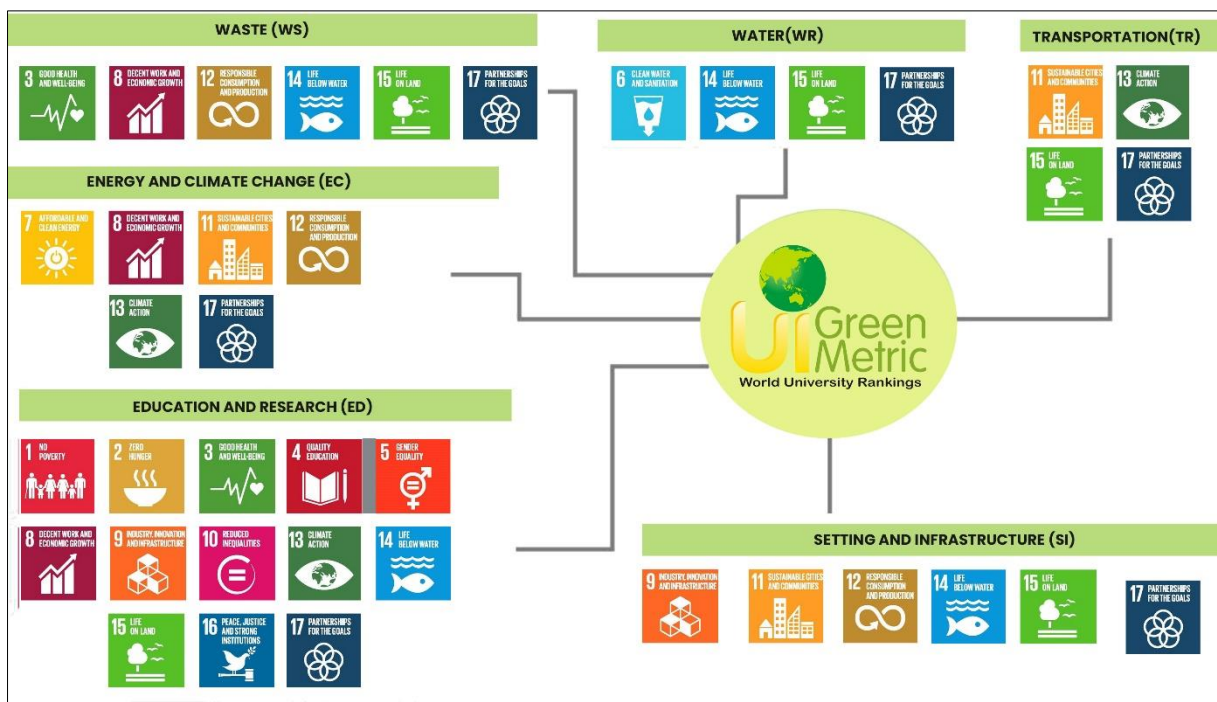 WASTE (WS)
3 GOOD HEALTH
AND WELL-BEING
8 DECENT WORK AND
ECONOMIC GROWTH
12 RESPONSIBLE
CONSUMPTION
AND PRODUCTION
14 LIFE
BELOW WATER
15 LIFE
ON LAND
17 PARTNERSHIPS
FOR THE GOALS
WATER(WR)
6 CLEAN WATER
AND SANITATION
14 LIFE
BELOW WATER
15 LIFE
ON LAND
17 PARTNERSHIPS
FOR THE GOALS
TRANSPORTATION(TR)
11 SUSTAINABLE CITIES
AND COMMUNITIES
13 CLIMATE
ACTION
15 LIFE
ON LAND
17 PARTNERSHIPS
FOR THE GOALS
ENERGY AND CLIMATE CHANGE (EC)
7 AFFORDABLE AND
CLEAN ENERGY
8 DECENT WORK AND
ECONOMIC GROWTH
11 SUSTAINABLE CITIES
AND COMMUNITIES
12 RESPONSIBLE
CONSUMPTION
AND PRODUCTION
13 CLIMATE
ACTION
17 PARTNERSHIPS
FOR THE GOALS
UI Green
Metric
World University Rankings
EDUCATION AND RESEARCH (ED)
1 NO
POVERTY
2 ZERO
HUNGER
3 GOOD HEALTH
AND WELL-BEING
4 QUALITY
EDUCATION
5 GENDER
EQUALITY
8 DECENT WORK AND
ECONOMIC GROWTH
9 INDUSTRY, INNOVATION
AND INFRASTRUCTURE
10 REDUCED
INEQUALITIES
13 CLIMATE
ACTION
14 LIFE
BELOW WATER
15 LIFE
ON LAND
16 PEACE, JUSTICE
AND STRONG
INSTITUTIONS
17 PARTNERSHIPS
FOR THE GOALS
SETTING AND INFRASTRUCTURE (SI)
9 INDUSTRY, INNOVATION
AND INFRASTRUCTURE
11 SUSTAINABLE CITIES
AND COMMUNITIES
12 RESPONSIBLE
CONSUMPTION
AND PRODUCTION
14 LIFE
BELOW WATER
15 LIFE
ON LAND
17 PARTNERSHIPS
FOR THE GOALS